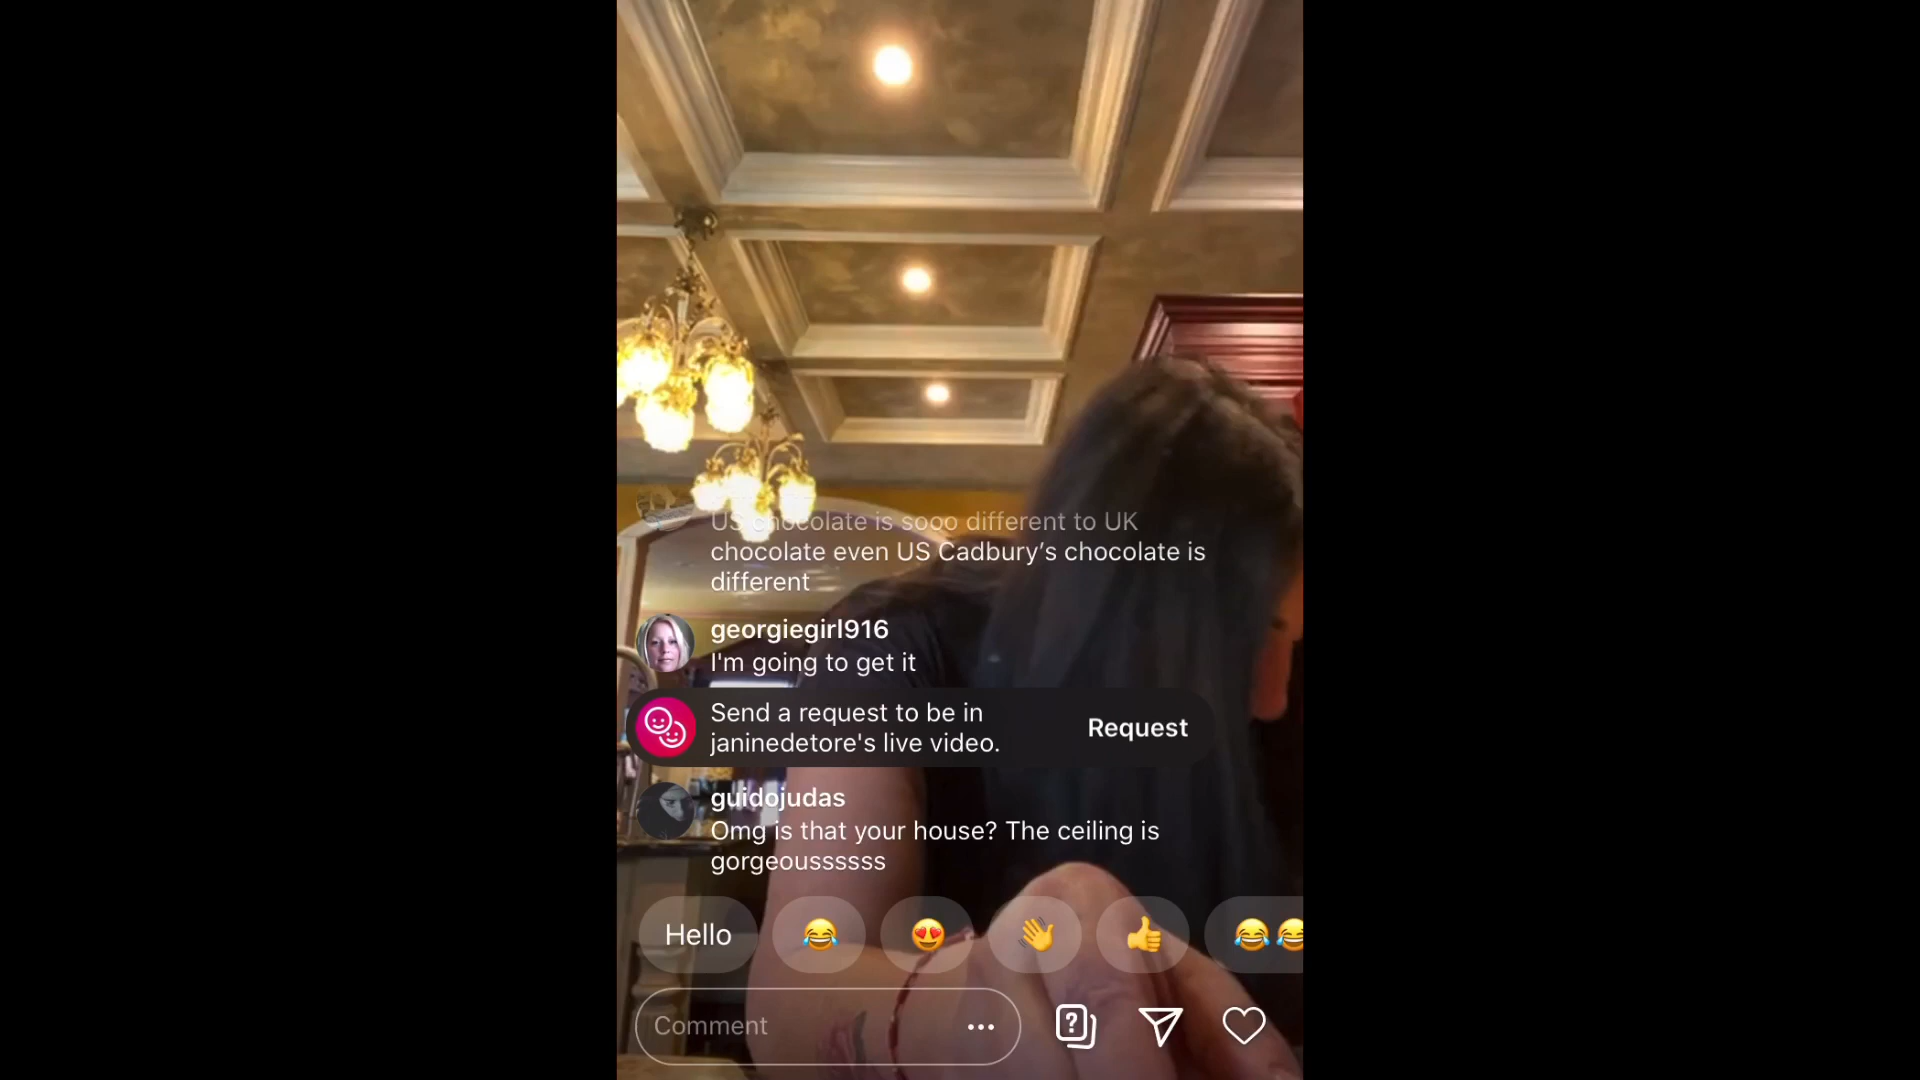 US chocolate is sooo different to UK
chocolate even US Cadbury’s chocolate is
different
georgiegirl916
I'm going to get it
Send a request to be in
janinedetore's live video.
Request
guidojudas
Omg is that your house? The ceiling is
gorgeoussssss
Hello
Comment